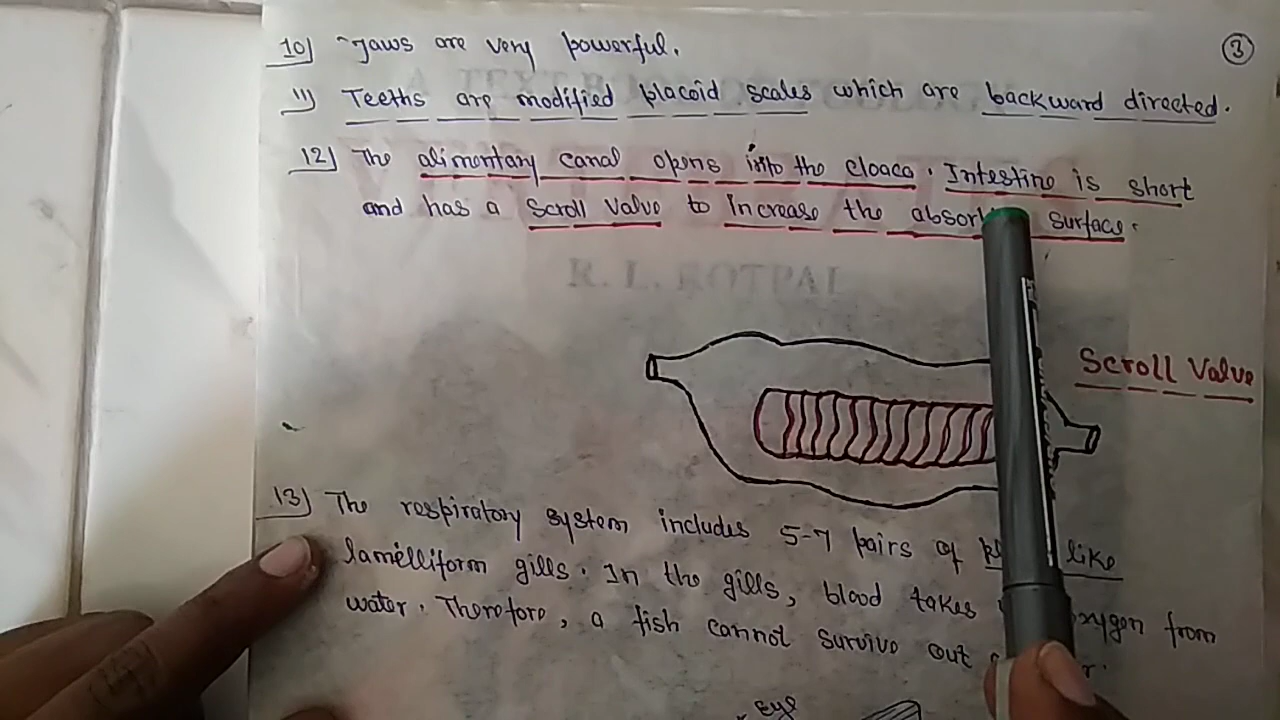 3
10) Jaws are very powerful.
11) Teeths are modified placoid scales which are backward directed.
12) The alimentary canal opens into the cloaca. Intestine is short
and has a scroll valve to increase the surface.
R. L. KOTPAL
Scroll Valve
13) The respiratory system includes 5-7 pairs of like
lamelliform gills. In the gills, blood takes from
water. Therefore, a fish cannot survive out
Eye